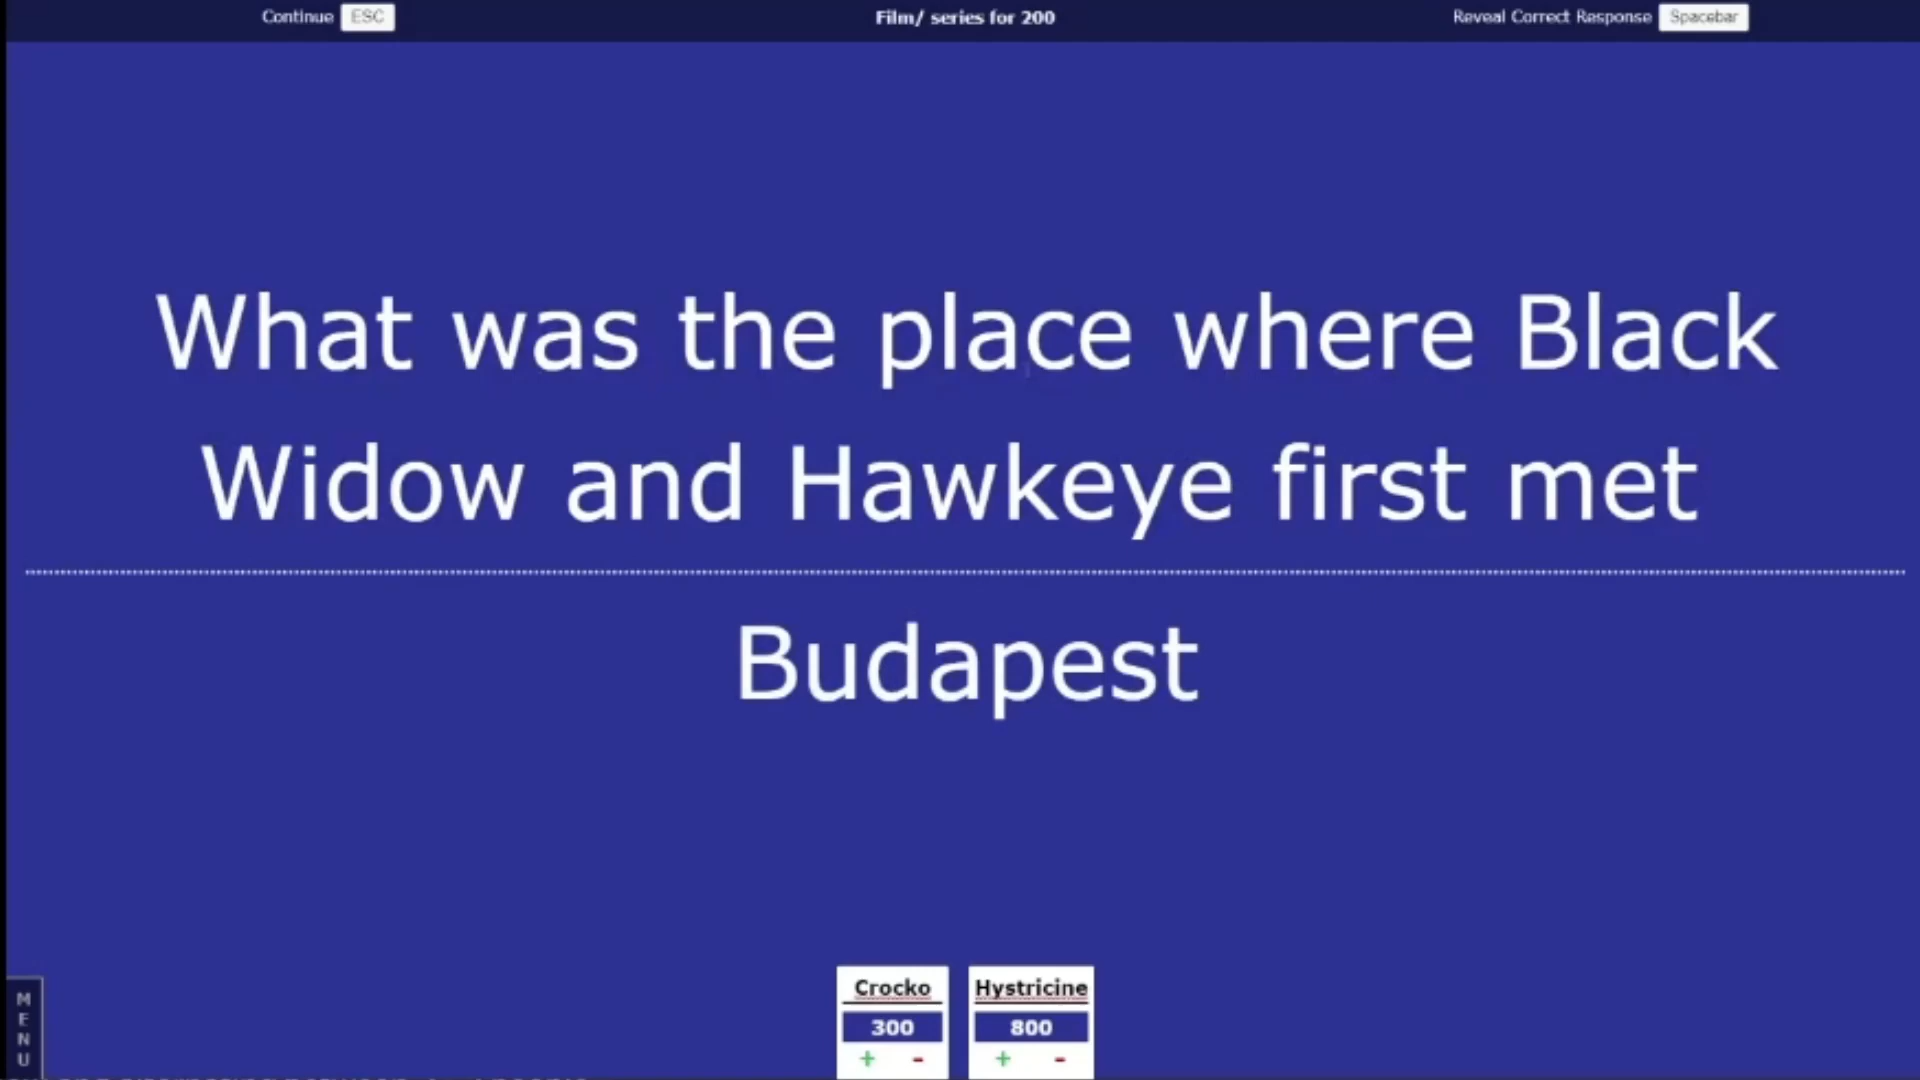 Continue ESC Film/ series for 200 Reveal Correct Response Spacebar
What was the place where Black
Widow and Hawkeye first met
Budapest
Crocko Hystricine
300 800
+ - + -
MENU